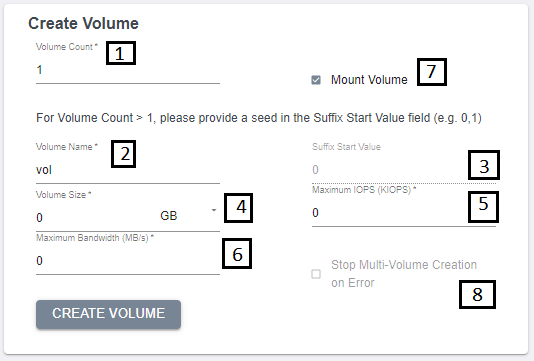 Create Volume
Volume Count *
1
1
7
Mount Volume
For Volume Count > 1, please provide a seed in the Suffix Start Value field (e.g. 0,1)
Volume Name *
2
vol
Suffix Start Value
3
0
Volume Size *
4
0 GB
Maximum IOPS (KIOPS) *
5
0
Maximum Bandwidth (MB/s) *
6
0
Stop Multi-Volume Creation
on Error
8
CREATE VOLUME